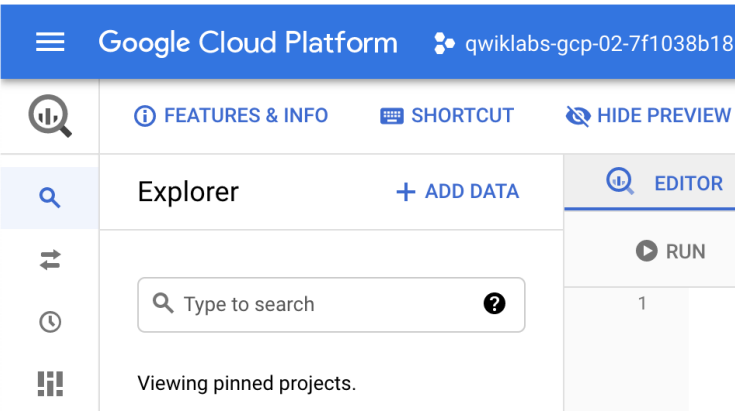 Google Cloud Platform qwiklabs-gcp-02-7f1038b18
FEATURES & INFO SHORTCUT HIDE PREVIEW
Explorer + ADD DATA EDITOR
RUN
Type to search ?
1
Viewing pinned projects.